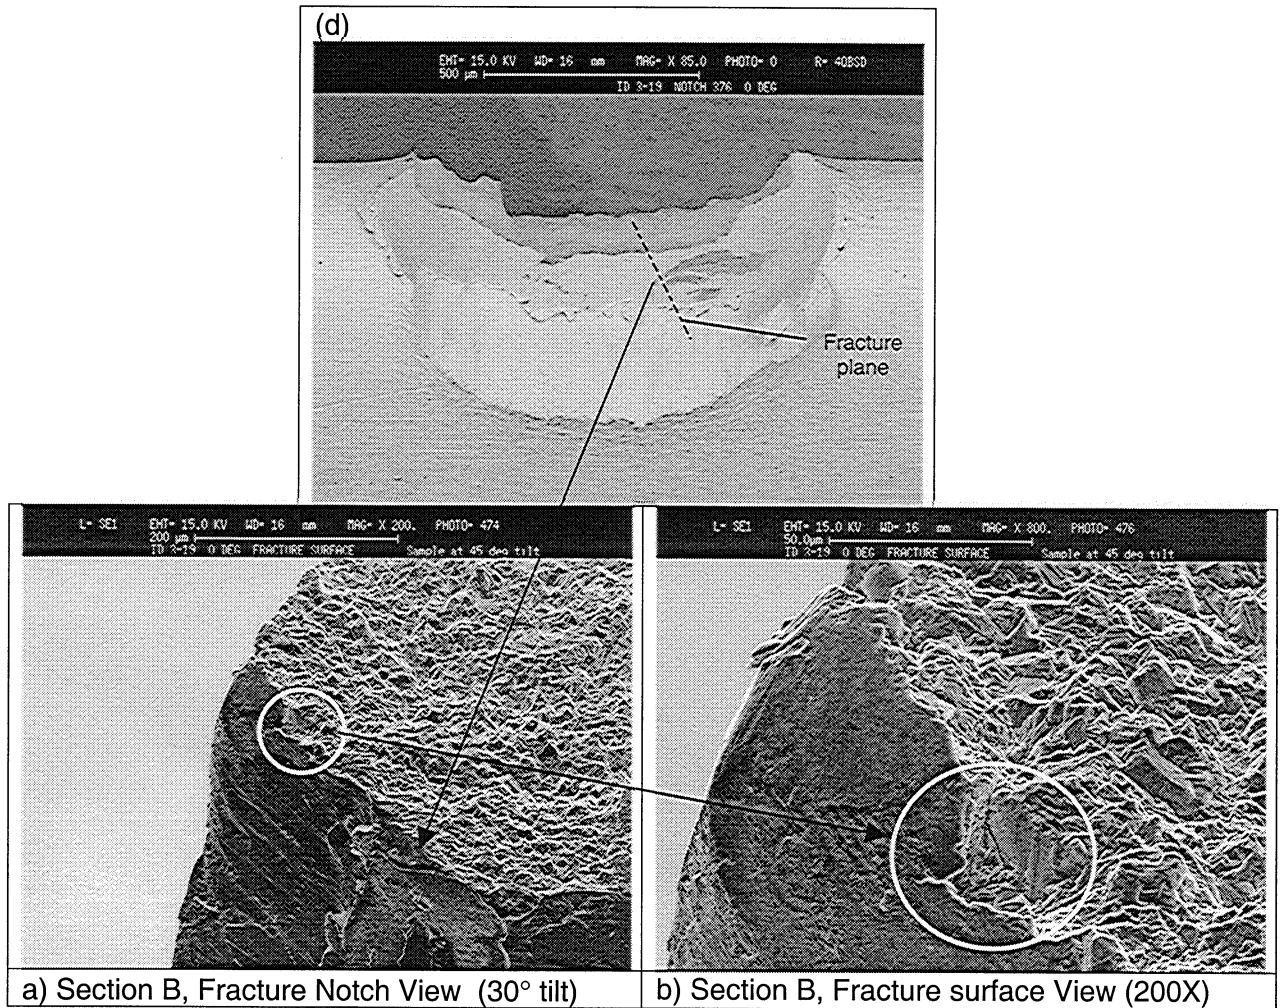 (d)
EHT= 15.0 KV WD= 16 mm MAG= X 85.0 PHOTO= 0 R= 40BSD
500 µm
ID 3-19 NOTCH 376 0 DEG
Fracture
plane
L= SE1 EHT= 15.0 KV WD= 16 mm MAG= X 200. PHOTO= 474
200 µm
ID 3-19 0 DEG FRACTURE SURFACE Sample at 45 deg tilt
L= SE1 EHT= 15.0 KV WD= 16 mm MAG= X 800. PHOTO= 476
50.0µm
ID 3-19 0 DEG FRACTURE SURFACE Sample at 45 deg tilt
a) Section B, Fracture Notch View (30° tilt)
b) Section B, Fracture surface View (200X)